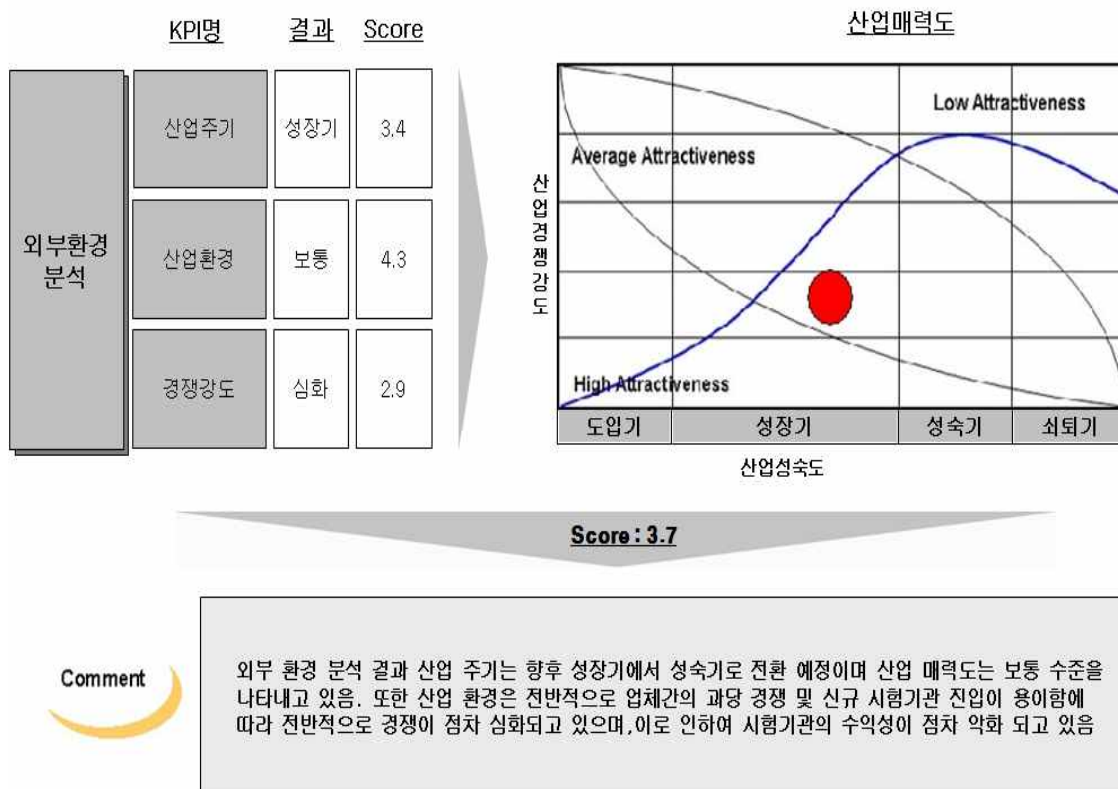 KPI명 결과 Score
외부환경
분석
산업주기 성장기 3.4
산업환경 보통 4.3
경쟁강도 심화 2.9
산업매력도
Low Attractiveness
Average Attractiveness
High Attractiveness
산업경쟁강도
도입기 성장기 성숙기 쇠퇴기
산업성숙도
Score : 3.7
Comment
외부 환경 분석 결과 산업 주기는 향후 성장기에서 성숙기로 전환 예정이며 산업 매력도는 보통 수준을
나타내고 있음. 또한 산업 환경은 전반적으로 업체간의 과당 경쟁 및 신규 시험기관 진입이 용이함에
따라 전반적으로 경쟁이 점차 심화되고 있으며,이로 인하여 시험기관의 수익성이 점차 악화 되고 있음